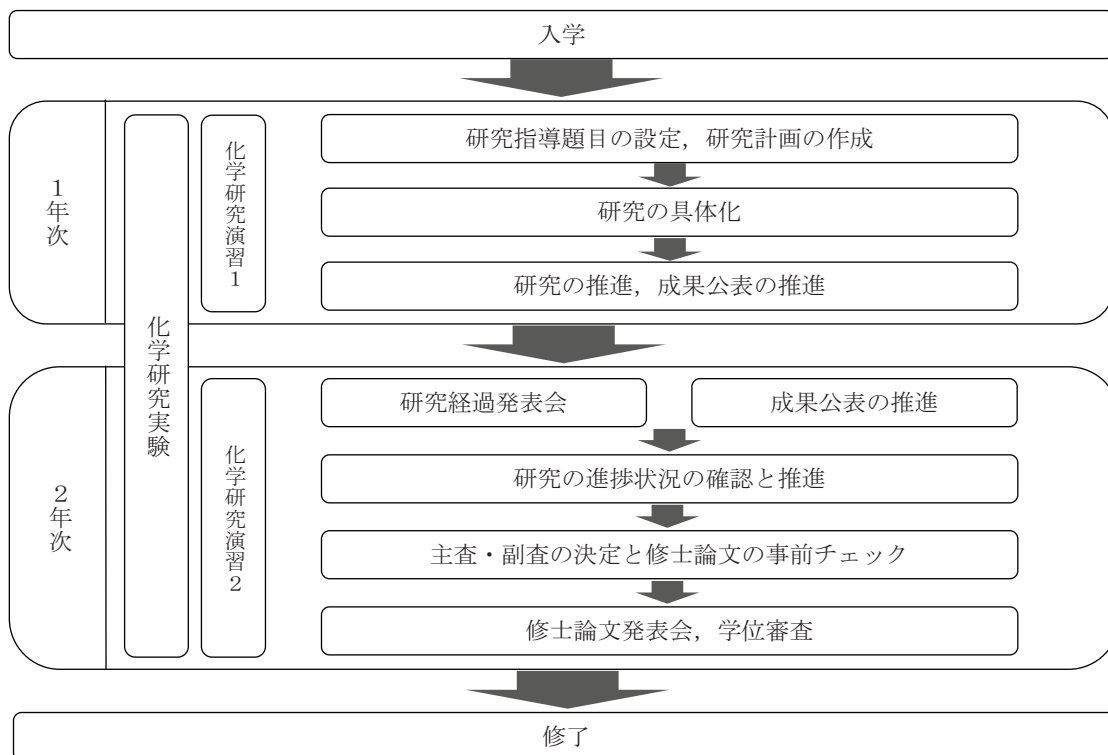 入学
1年次
化学研究実験
化学研究演習1
研究指導題目の設定，研究計画の作成
研究の具体化
研究の推進，成果公表の推進
2年次
化学研究演習2
研究経過発表会
成果公表の推進
研究の進捗状況の確認と推進
主査・副査の決定と修士論文の事前チェック
修士論文発表会，学位審査
修了